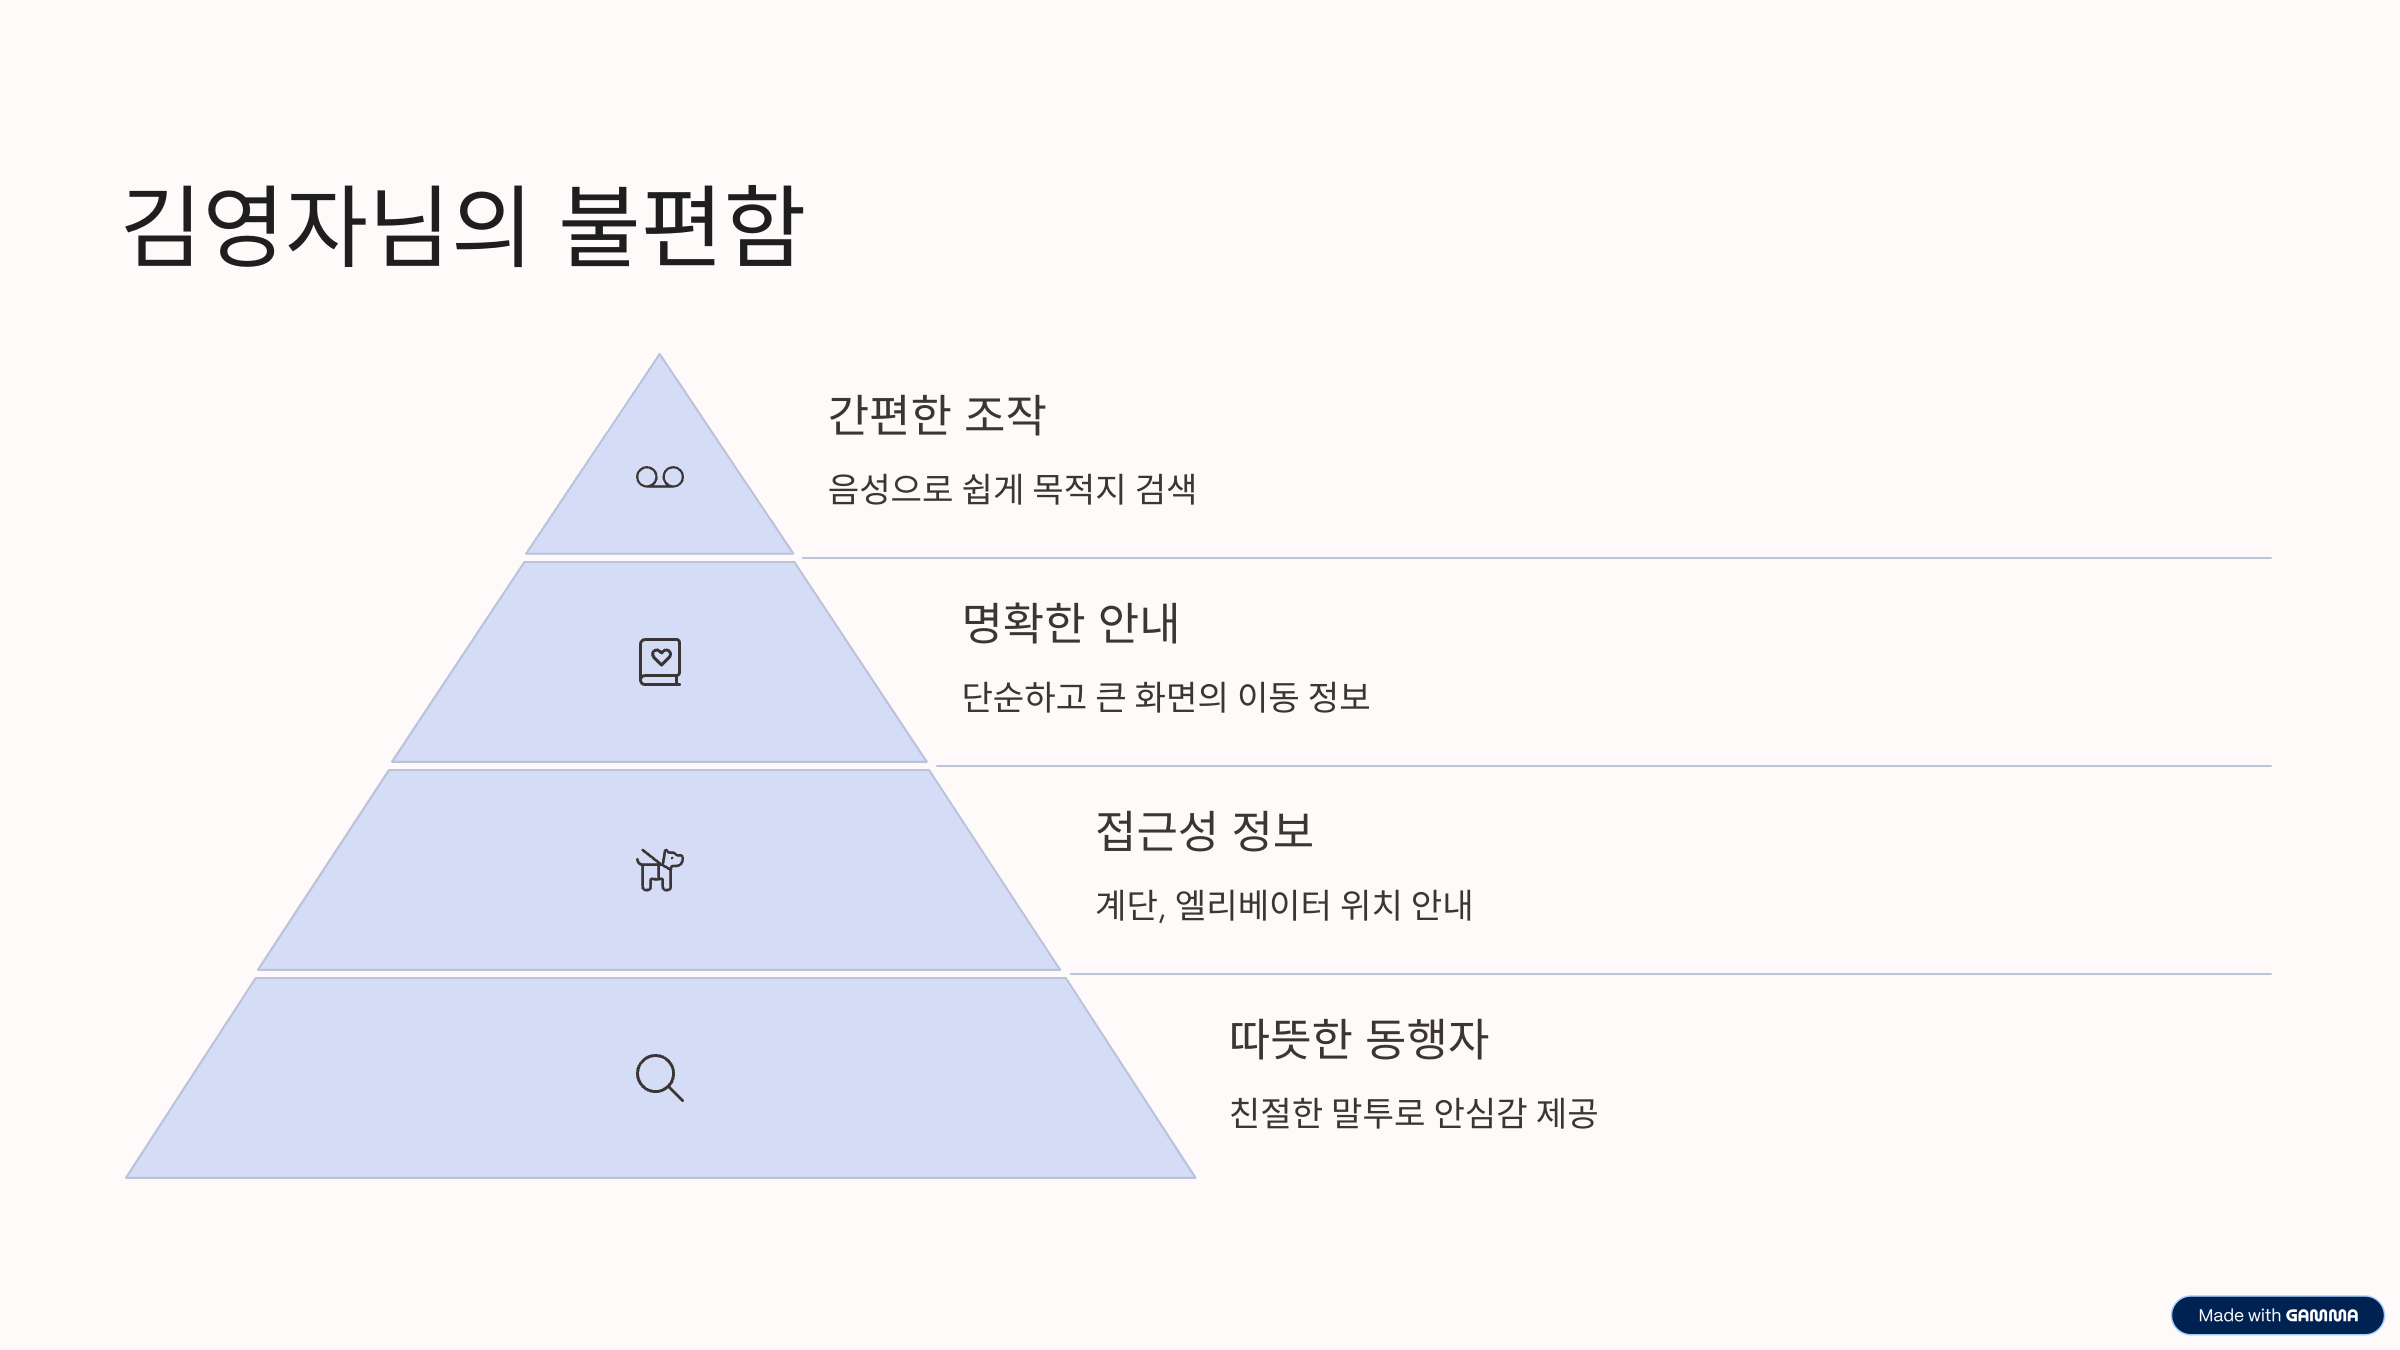 김영자님의 불편함
간편한 조작
음성으로 쉽게 목적지 검색
명확한 안내
단순하고 큰 화면의 이동 정보
접근성 정보
계단, 엘리베이터 위치 안내
따뜻한 동행자
친절한 말투로 안심감 제공
Made with GAMMA